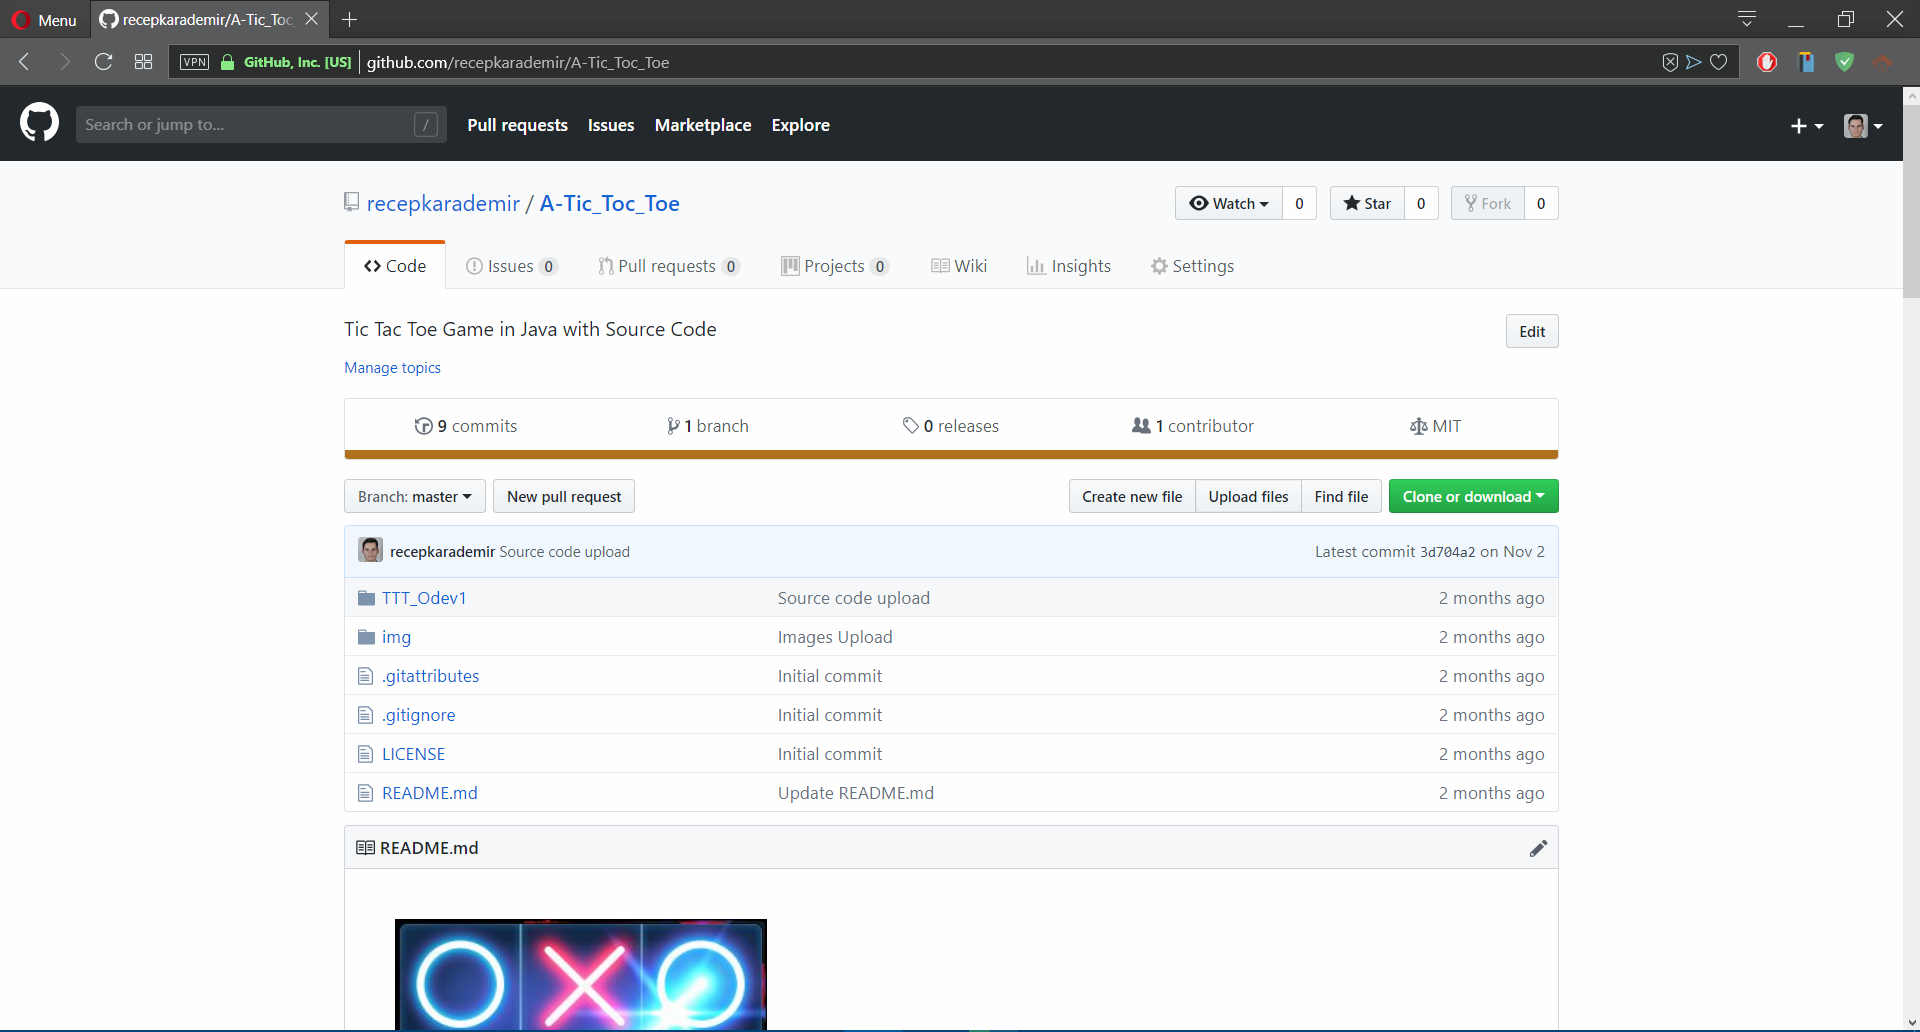 Menu
recepkarademir/A-Tic_Toc
VPN GitHub, Inc. [US] github.com/recepkarademir/A-Tic_Toc_Toe
Search or jump to... /
Pull requests Issues Marketplace Explore
recepkarademir / A-Tic_Toc_Toe
Watch 0 Star 0 Fork 0
Code Issues 0 Pull requests 0 Projects 0 Wiki Insights Settings
Tic Tac Toe Game in Java with Source Code
Edit
Manage topics
9 commits 1 branch 0 releases 1 contributor MIT
Branch: master New pull request Create new file Upload files Find file Clone or download
recepkarademir Source code upload Latest commit 3d704a2 on Nov 2
TTT_Odev1 Source code upload 2 months ago
img Images Upload 2 months ago
.gitattributes Initial commit 2 months ago
.gitignore Initial commit 2 months ago
LICENSE Initial commit 2 months ago
README.md Update README.md 2 months ago
README.md